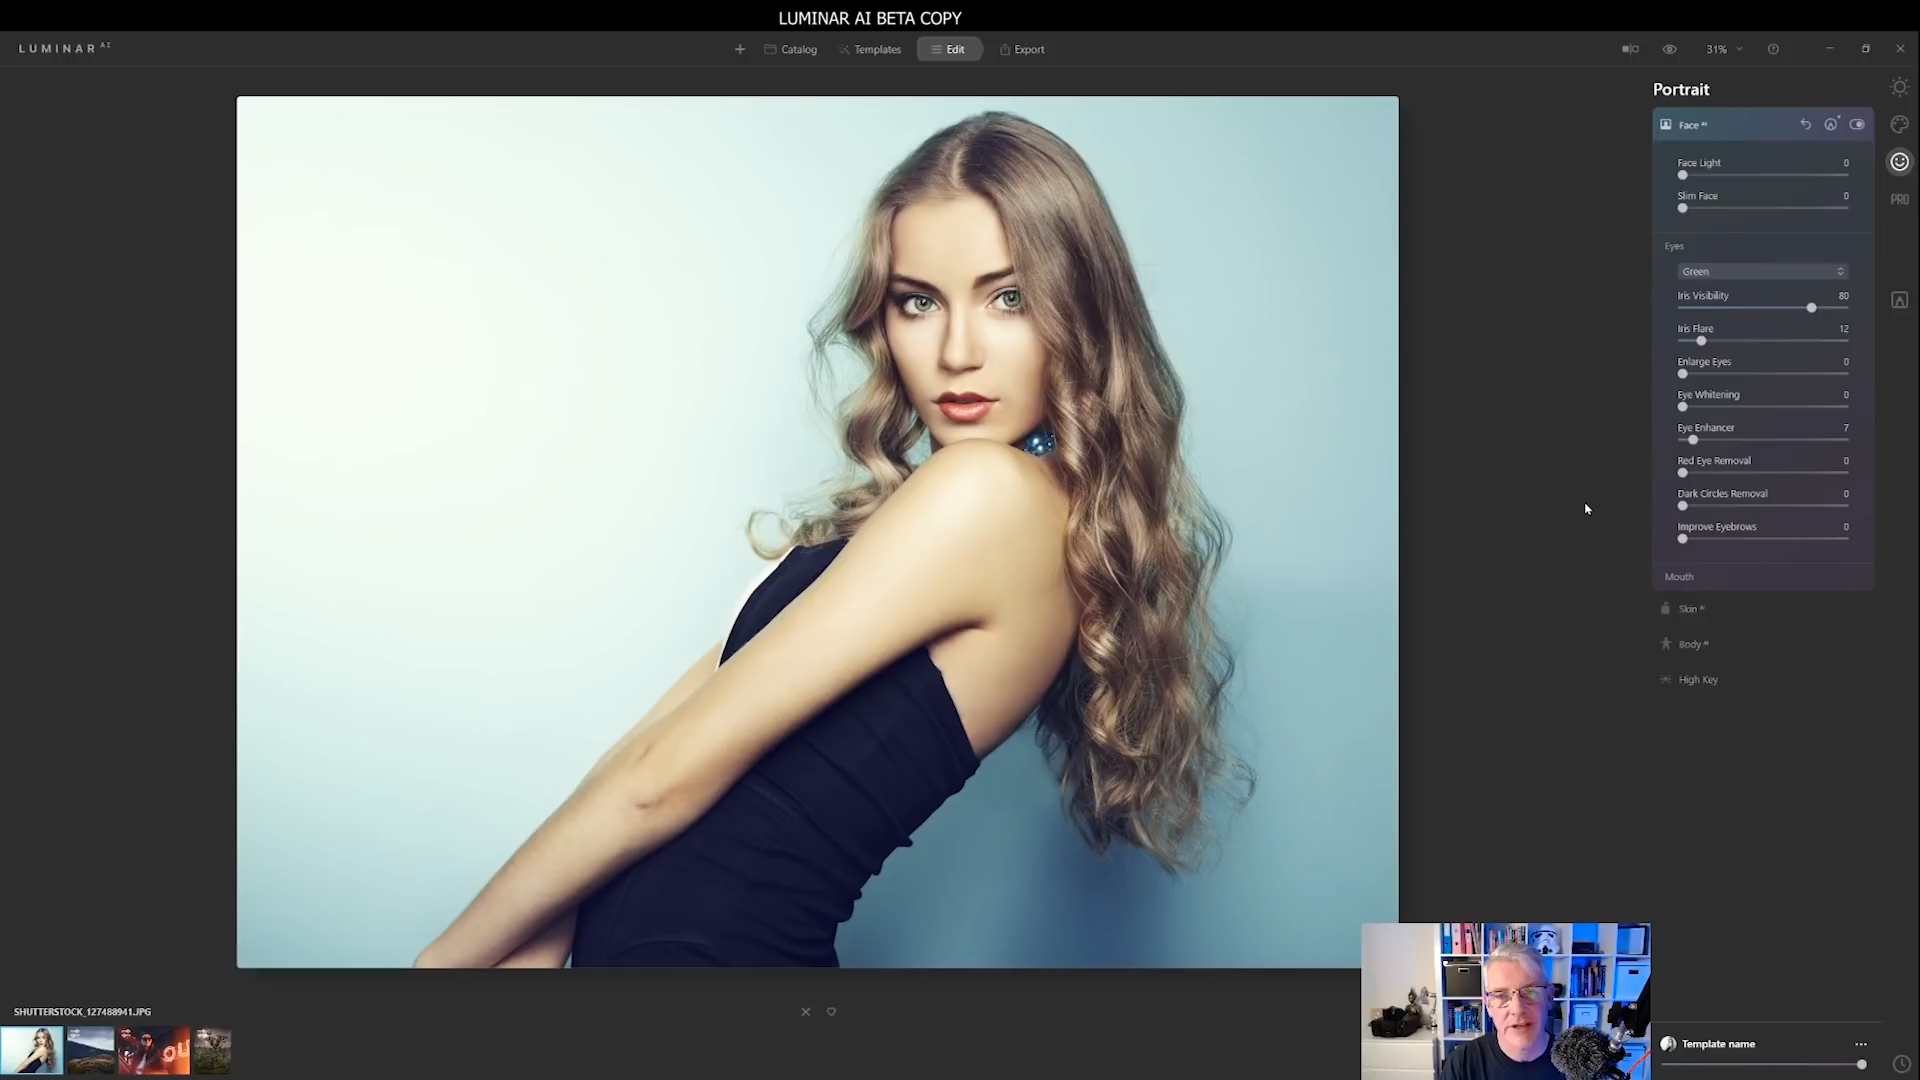 LUMINAR AI BETA COPY
LUMINAR AI
Catalog
Templates
Edit
Export
31%
Portrait
Face AI
Face Light 0
Slim Face 0
Eyes
Green
Iris Visibility 80
Iris Flare 12
Enlarge Eyes 0
Eye Whitening 0
Eye Enhancer 7
Red Eye Removal 0
Dark Circles Removal 0
Improve Eyebrows 0
Mouth
Skin AI
Body AI
High Key
PRO
SHUTTERSTOCK_127488941.JPG
OU
Template name